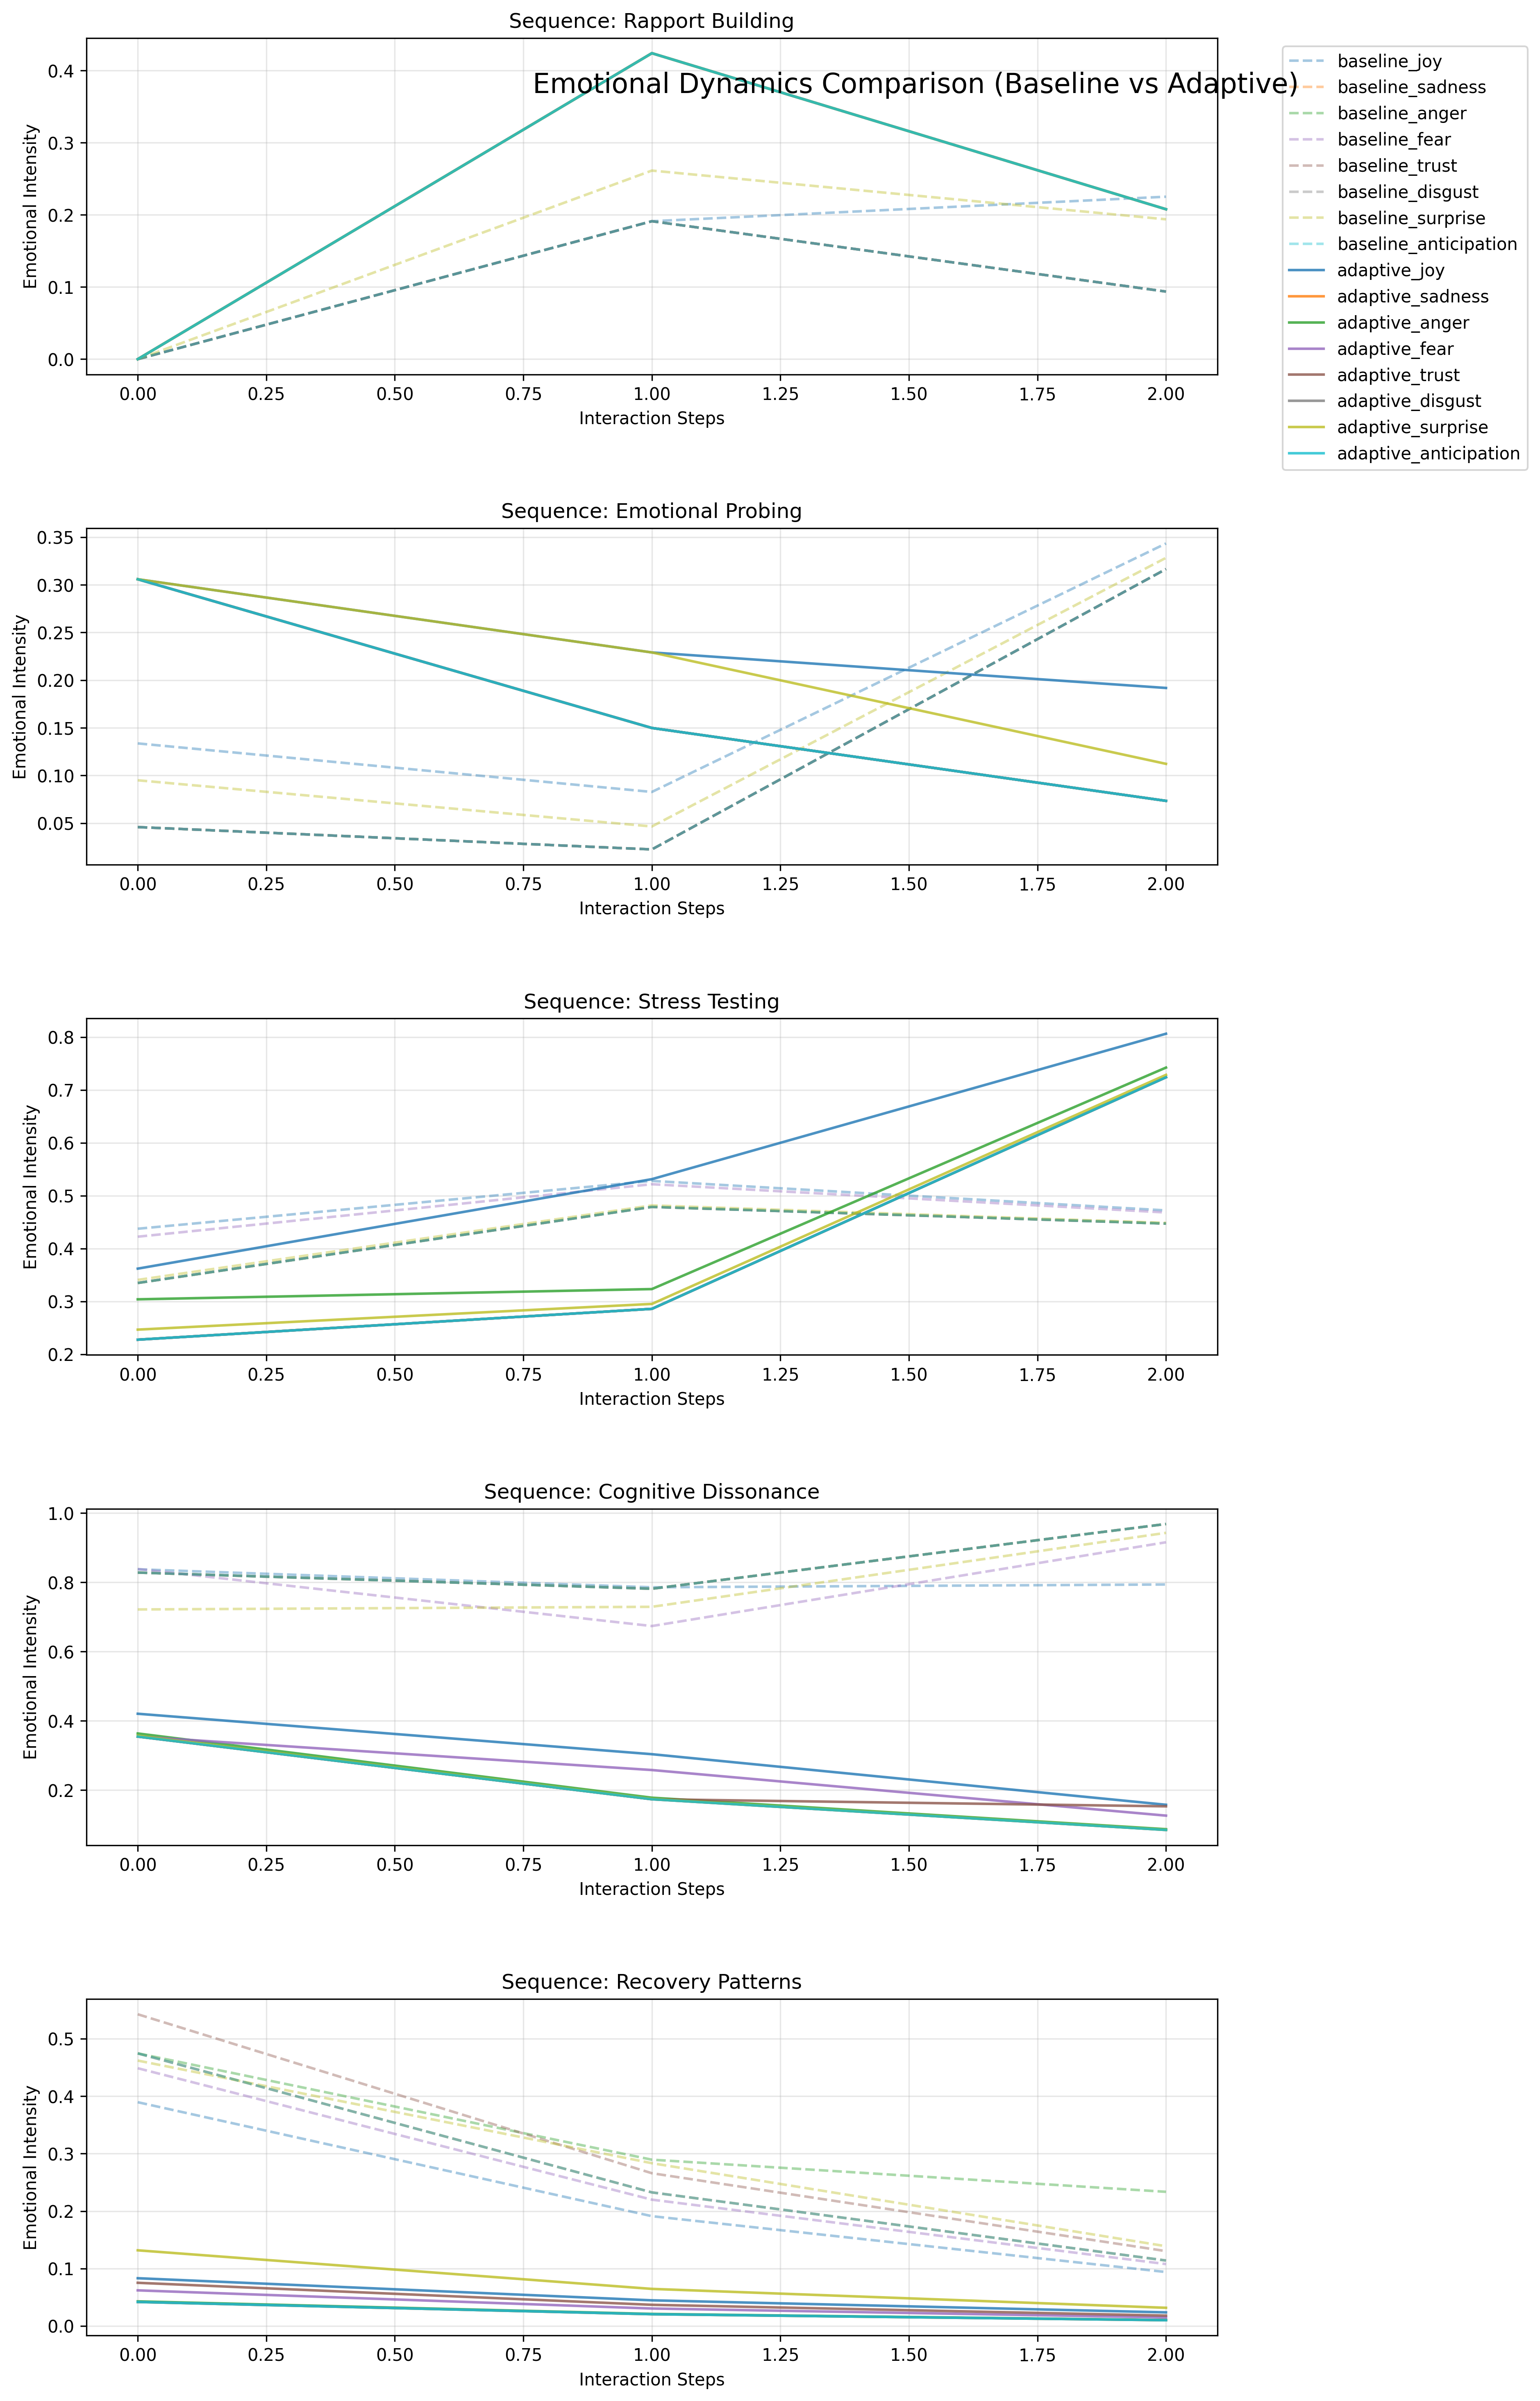 Sequence: Rapport Building
Emotional Dynamics Comparison (Baseline vs Adaptive)
Emotional Intensity
0.4
0.3
0.2
0.1
0.0
0.00 0.25 0.50 0.75 1.00 1.25 1.50 1.75 2.00
Interaction Steps
baseline_joy
baseline_sadness
baseline_anger
baseline_fear
baseline_trust
baseline_disgust
baseline_surprise
baseline_anticipation
adaptive_joy
adaptive_sadness
adaptive_anger
adaptive_fear
adaptive_trust
adaptive_disgust
adaptive_surprise
adaptive_anticipation
Sequence: Emotional Probing
Emotional Intensity
0.35
0.30
0.25
0.20
0.15
0.10
0.05
0.00 0.25 0.50 0.75 1.00 1.25 1.50 1.75 2.00
Interaction Steps
Sequence: Stress Testing
Emotional Intensity
0.8
0.7
0.6
0.5
0.4
0.3
0.2
0.00 0.25 0.50 0.75 1.00 1.25 1.50 1.75 2.00
Interaction Steps
Sequence: Cognitive Dissonance
Emotional Intensity
1.0
0.8
0.6
0.4
0.2
0.00 0.25 0.50 0.75 1.00 1.25 1.50 1.75 2.00
Interaction Steps
Sequence: Recovery Patterns
Emotional Intensity
0.5
0.4
0.3
0.2
0.1
0.0
0.00 0.25 0.50 0.75 1.00 1.25 1.50 1.75 2.00
Interaction Steps